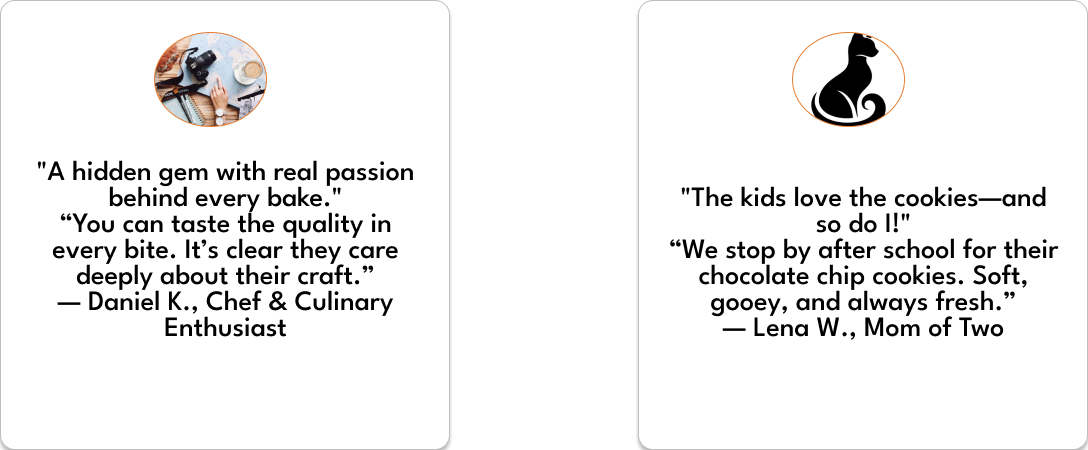 "A hidden gem with real passion
behind every bake."
“You can taste the quality in
every bite. It’s clear they care
deeply about their craft.”
— Daniel K., Chef & Culinary
Enthusiast
"The kids love the cookies—and
so do I!"
“We stop by after school for their
chocolate chip cookies. Soft,
gooey, and always fresh.”
— Lena W., Mom of Two